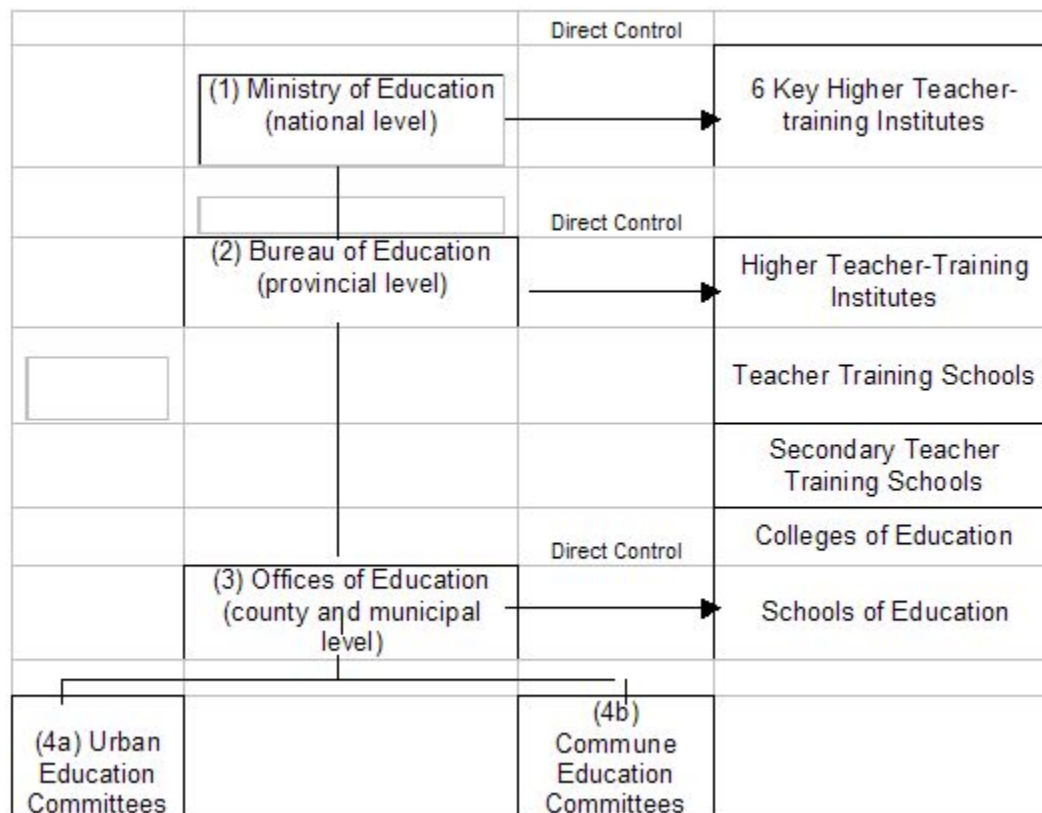 Direct Control
(1) Ministry of Education
(national level)
6 Key Higher Teacher-
training Institutes
Direct Control
(2) Bureau of Education
(provincial level)
Higher Teacher-Training
Institutes
Teacher Training Schools
Secondary Teacher
Training Schools
Colleges of Education
Direct Control
(3) Offices of Education
(county and municipal
level)
Schools of Education
(4a) Urban
Education
Committees
(4b)
Commune
Education
Committees